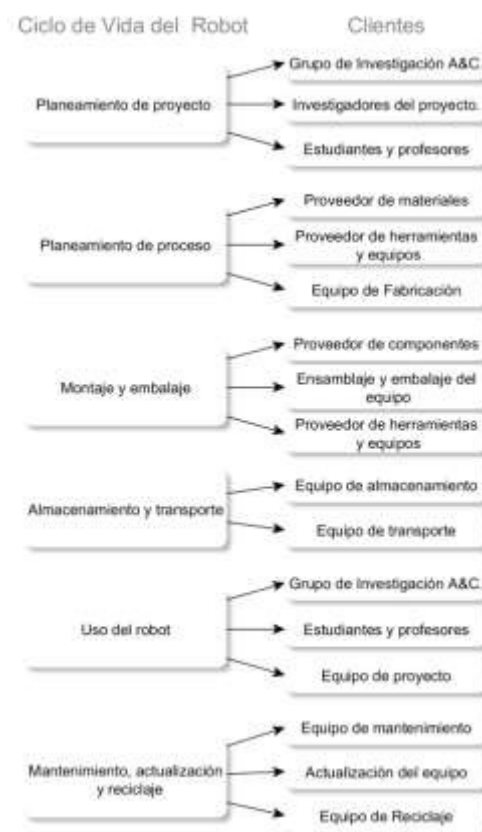 Ciclo de Vida del Robot
Clientes
Planeamiento de proyecto
Grupo de Investigación A&C.
Investigadores del proyecto.
Estudiantes y profesores
Planeamiento de proceso
Proveedor de materiales
Proveedor de herramientas
y equipos
Equipo de Fabricación
Montaje y embalaje
Proveedor de componentes
Ensamblaje y embalaje del
equipo
Proveedor de herramientas
y equipos
Almacenamiento y transporte
Equipo de almacenamiento
Equipo de transporte
Uso del robot
Grupo de Investigación A&C.
Estudiantes y profesores
Equipo de proyecto
Mantenimiento, actualización
y reciclaje
Equipo de mantenimiento
Actualización del equipo
Equipo de Reciclaje